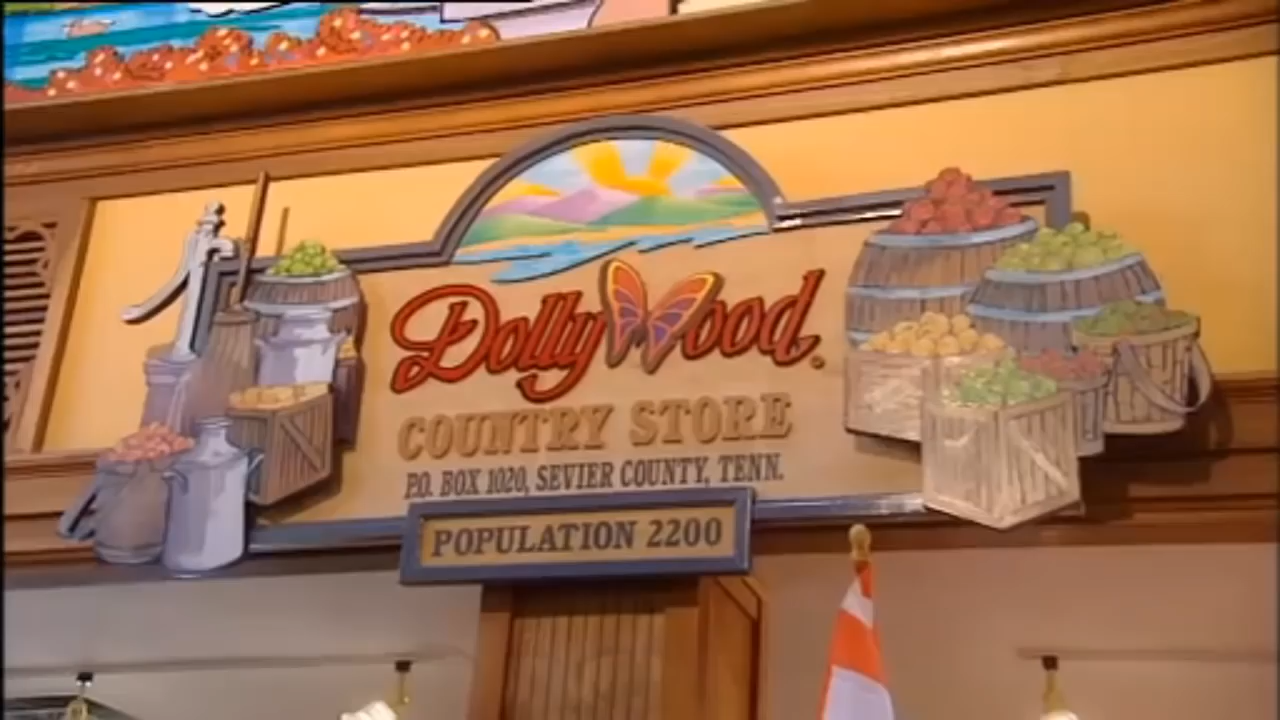 DollyWood
COUNTRY STORE
P.O. BOX 1020, SEVIER COUNTY, TENN.
POPULATION 2200